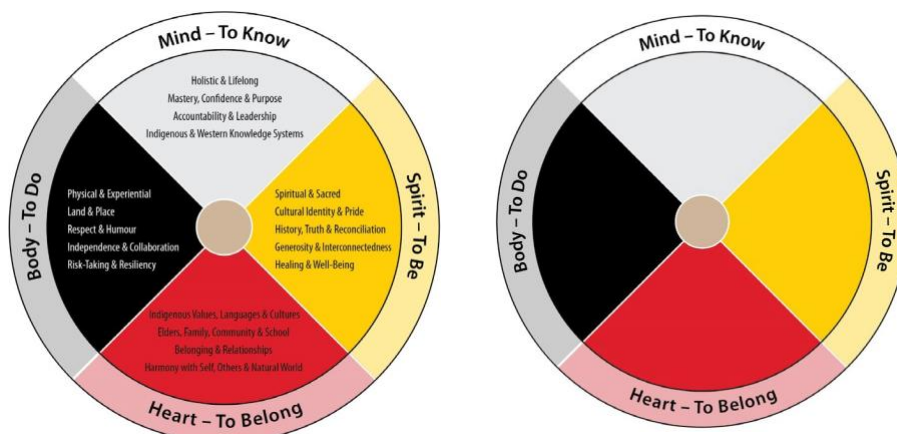 Mind – To Know
Holistic & Lifelong
Mastery, Confidence & Purpose
Accountability & Leadership
Indigenous & Western Knowledge Systems
Body – To Do
Physical & Experiential
Land & Place
Respect & Humour
Independence & Collaboration
Risk-Taking & Resiliency
Spiritual & Sacred
Cultural Identity & Pride
History, Truth & Reconciliation
Generosity & Interconnectedness
Healing & Well-Being
Spirit – To Be
Indigenous Values, Languages & Cultures
Elders, Family, Community & School
Belonging & Relationships
Harmony with Self, Others & Natural World
Heart – To Belong
Mind – To Know
Body – To Do
Spirit – To Be
Heart – To Belong